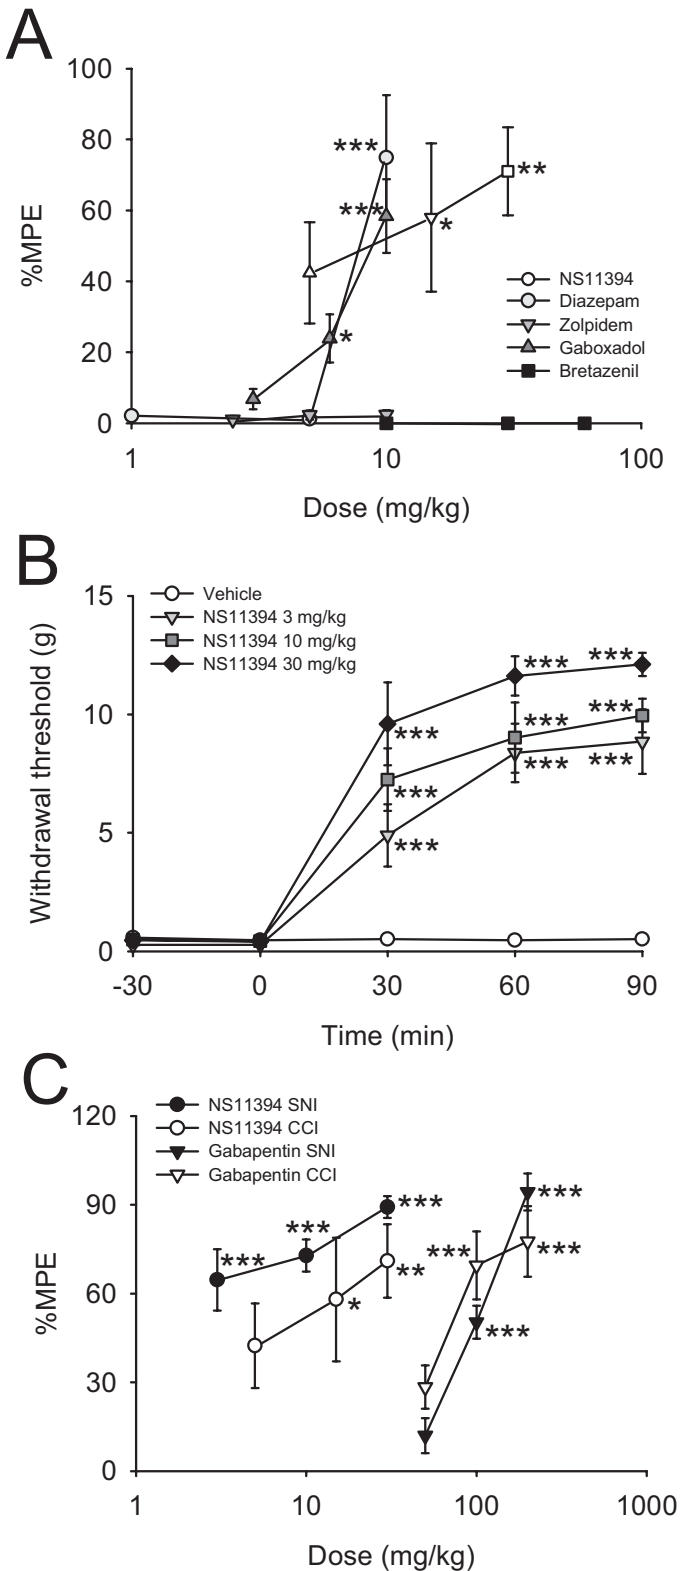 A
100
80
60
40
20
0
%MPE
***
***
**
*
*
NS11394
Diazepam
Zolpidem
Gaboxadol
Bretazenil
1
10
100
Dose (mg/kg)
B
15
10
5
0
Withdrawal threshold (g)
Vehicle
NS11394 3 mg/kg
NS11394 10 mg/kg
NS11394 30 mg/kg
***
***
***
***
***
***
***
***
***
-30
0
30
60
90
Time (min)
C
120
90
60
30
0
%MPE
NS11394 SNI
NS11394 CCI
Gabapentin SNI
Gabapentin CCI
***
***
***
***
***
***
**
*
***
1
10
100
1000
Dose (mg/kg)